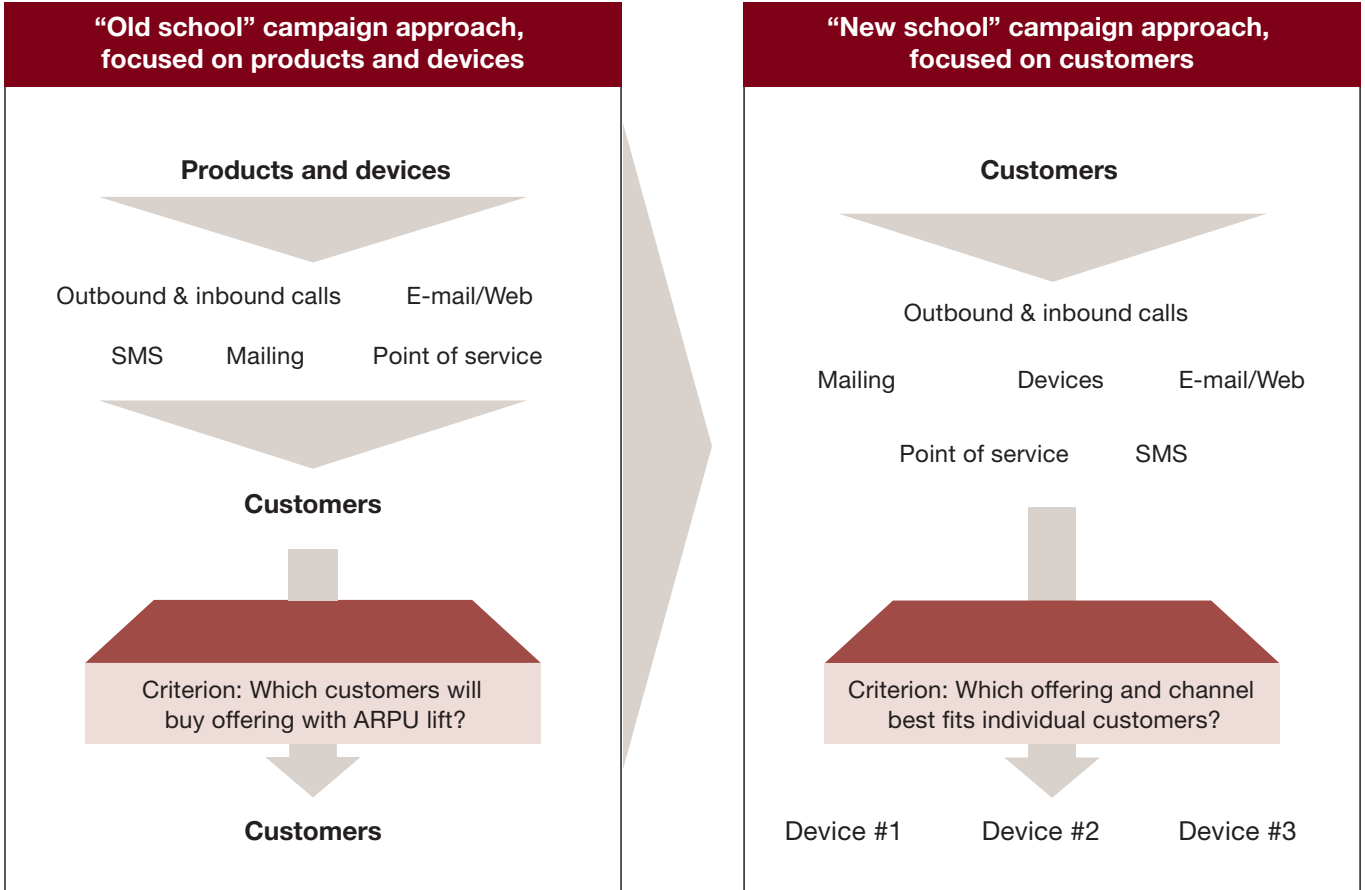 “Old school” campaign approach,
focused on products and devices
Products and devices
Outbound & inbound calls E-mail/Web
SMS Mailing Point of service
Customers
Criterion: Which customers will
buy offering with ARPU lift?
Customers
“New school” campaign approach,
focused on customers
Customers
Outbound & inbound calls
Mailing Devices E-mail/Web
Point of service SMS
Criterion: Which offering and channel
best fits individual customers?
Device #1 Device #2 Device #3